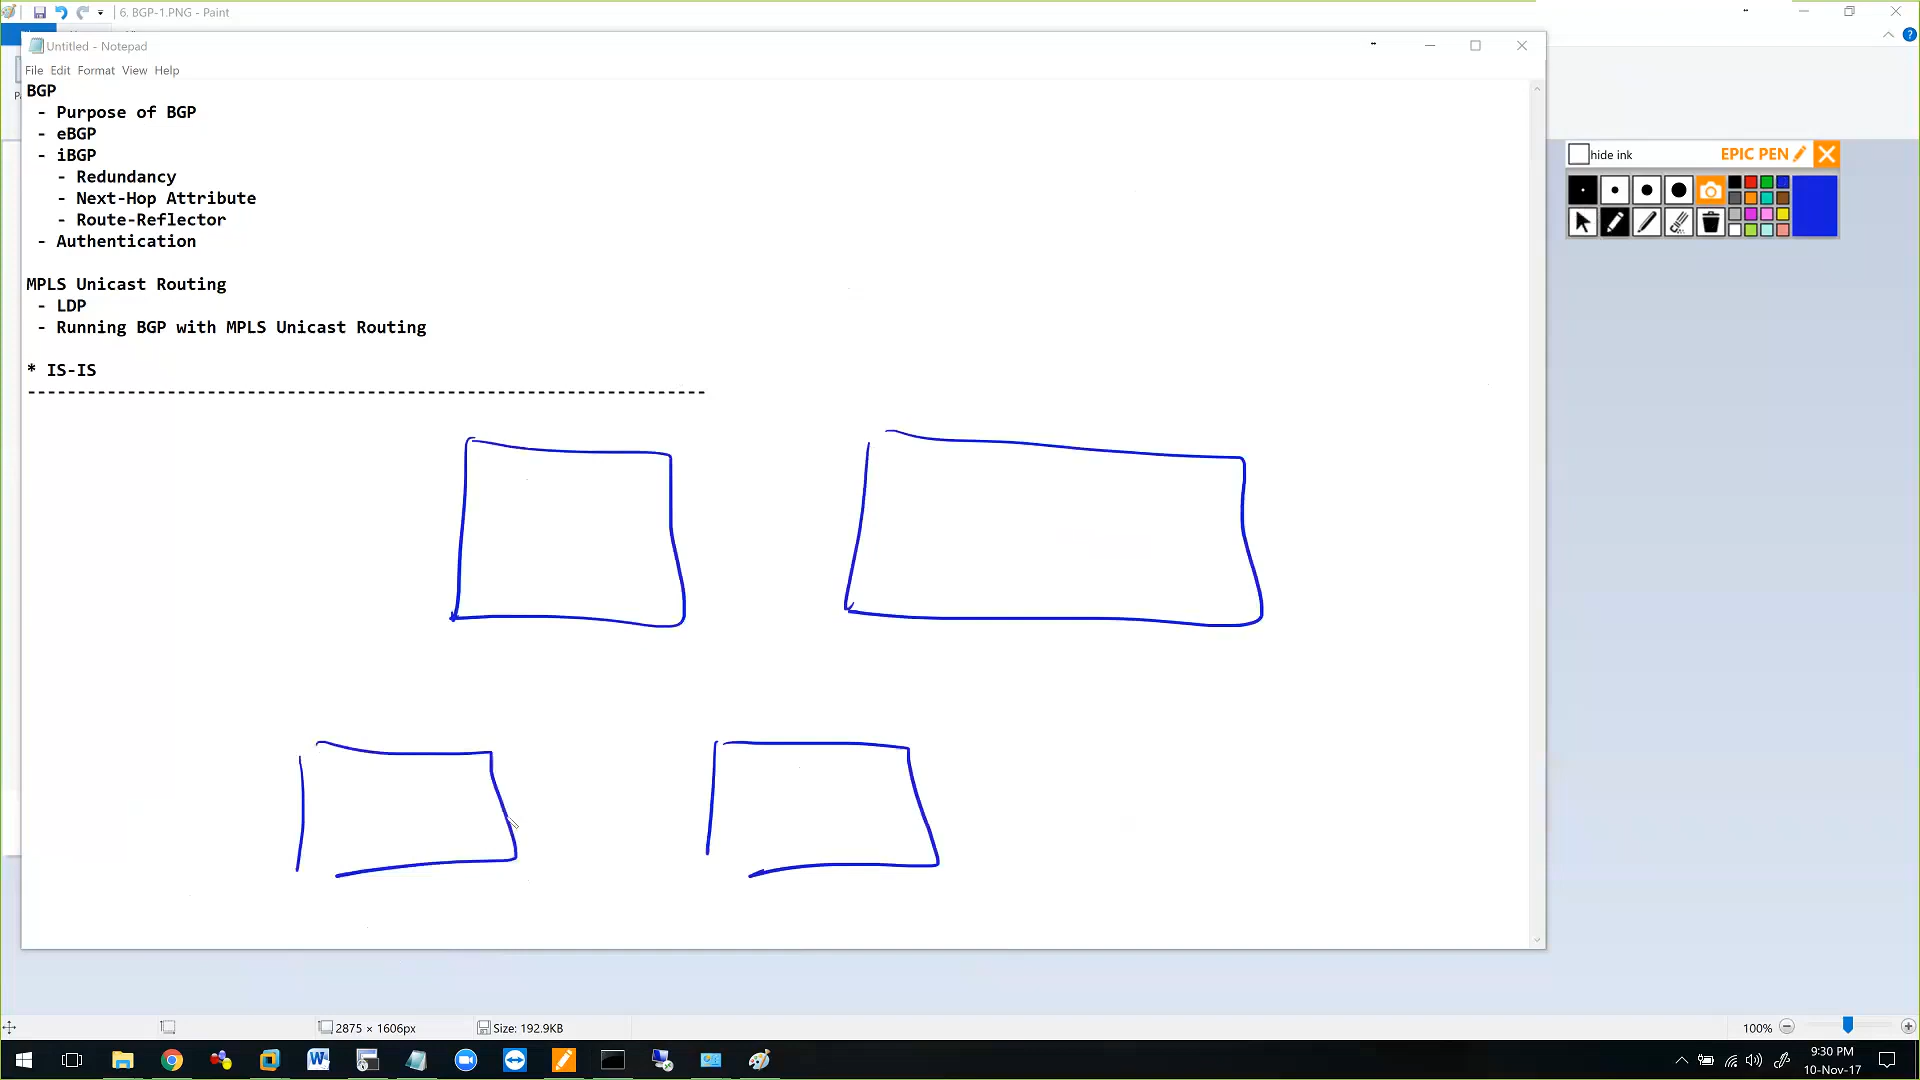 6. BGP-1.PNG - Paint
Untitled - Notepad
File Edit Format View Help
BGP
- Purpose of BGP
- eBGP
- iBGP
- Redundancy
- Next-Hop Attribute
- Route-Reflector
- Authentication
MPLS Unicast Routing
- LDP
- Running BGP with MPLS Unicast Routing
* IS-IS
--------------------------------------------------------------------
hide ink
EPIC PEN
2875 × 1606px
Size: 192.9KB
100%
9:30 PM
10-Nov-17